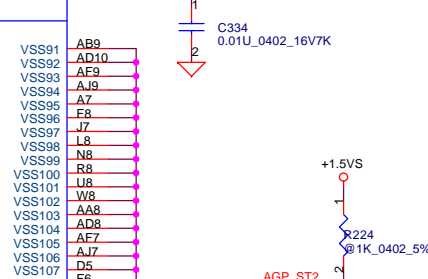 1
C334
0.01U_0402_16V7K
2
VSS91 AB9
VSS92 AD10
VSS93 AE9
VSS94 AJ9
VSS95 A7
VSS96 F8
VSS97 J7
VSS98 L8
VSS99 N8
VSS100 R8
VSS101 U8
VSS102 W8
VSS103 AA8
VSS104 AD8
VSS105 AF7
VSS106 AJ7
VSS107 D5
+1.5VS
1
R224
@1K_0402_5%
2
AGP_ST2